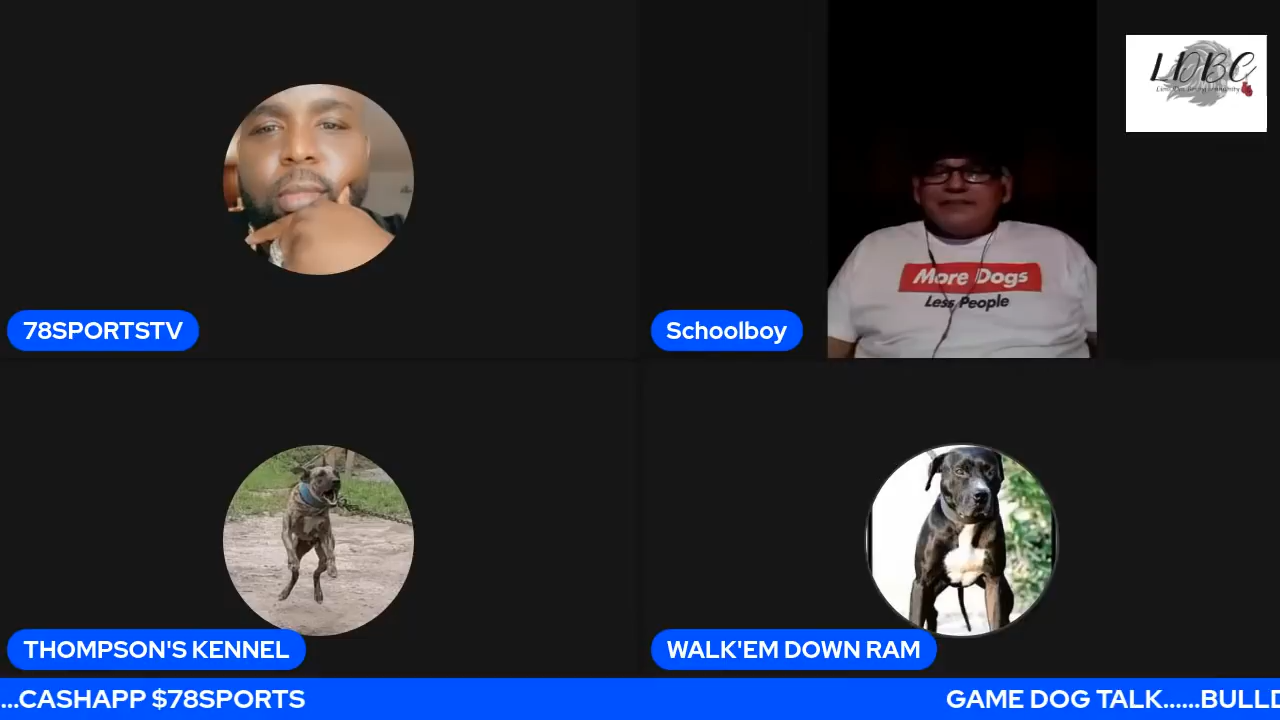 LDBC
More Dogs
Less People
78SPORTSTV
Schoolboy
THOMPSON'S KENNEL
WALK'EM DOWN RAM
...CASHAPP $78SPORTS
GAME DOG TALK......BULLD